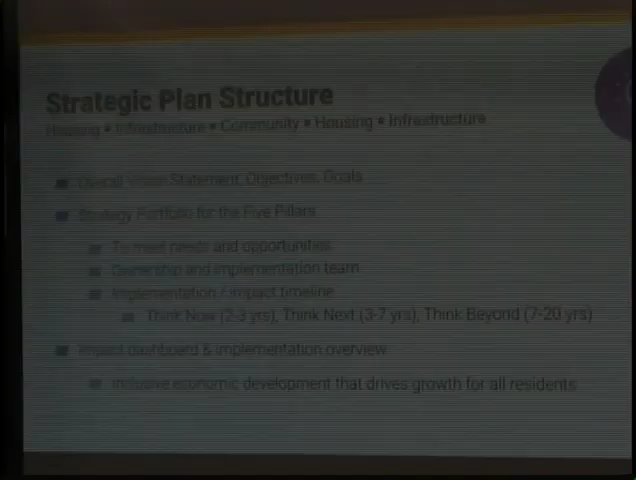 Strategic Plan Structure
Housing • Infrastructure • Community • Housing • Infrastructure
Overall Vision Statement, Objectives, Goals
Strategy Portfolio for the Five Pillars
To meet needs and opportunities
Ownership and implementation team
Implementation / impact timeline
Think Now (2-3 yrs), Think Next (3-7 yrs), Think Beyond (7-20 yrs)
Impact dashboard & implementation overview
Inclusive economic development that drives growth for all residents